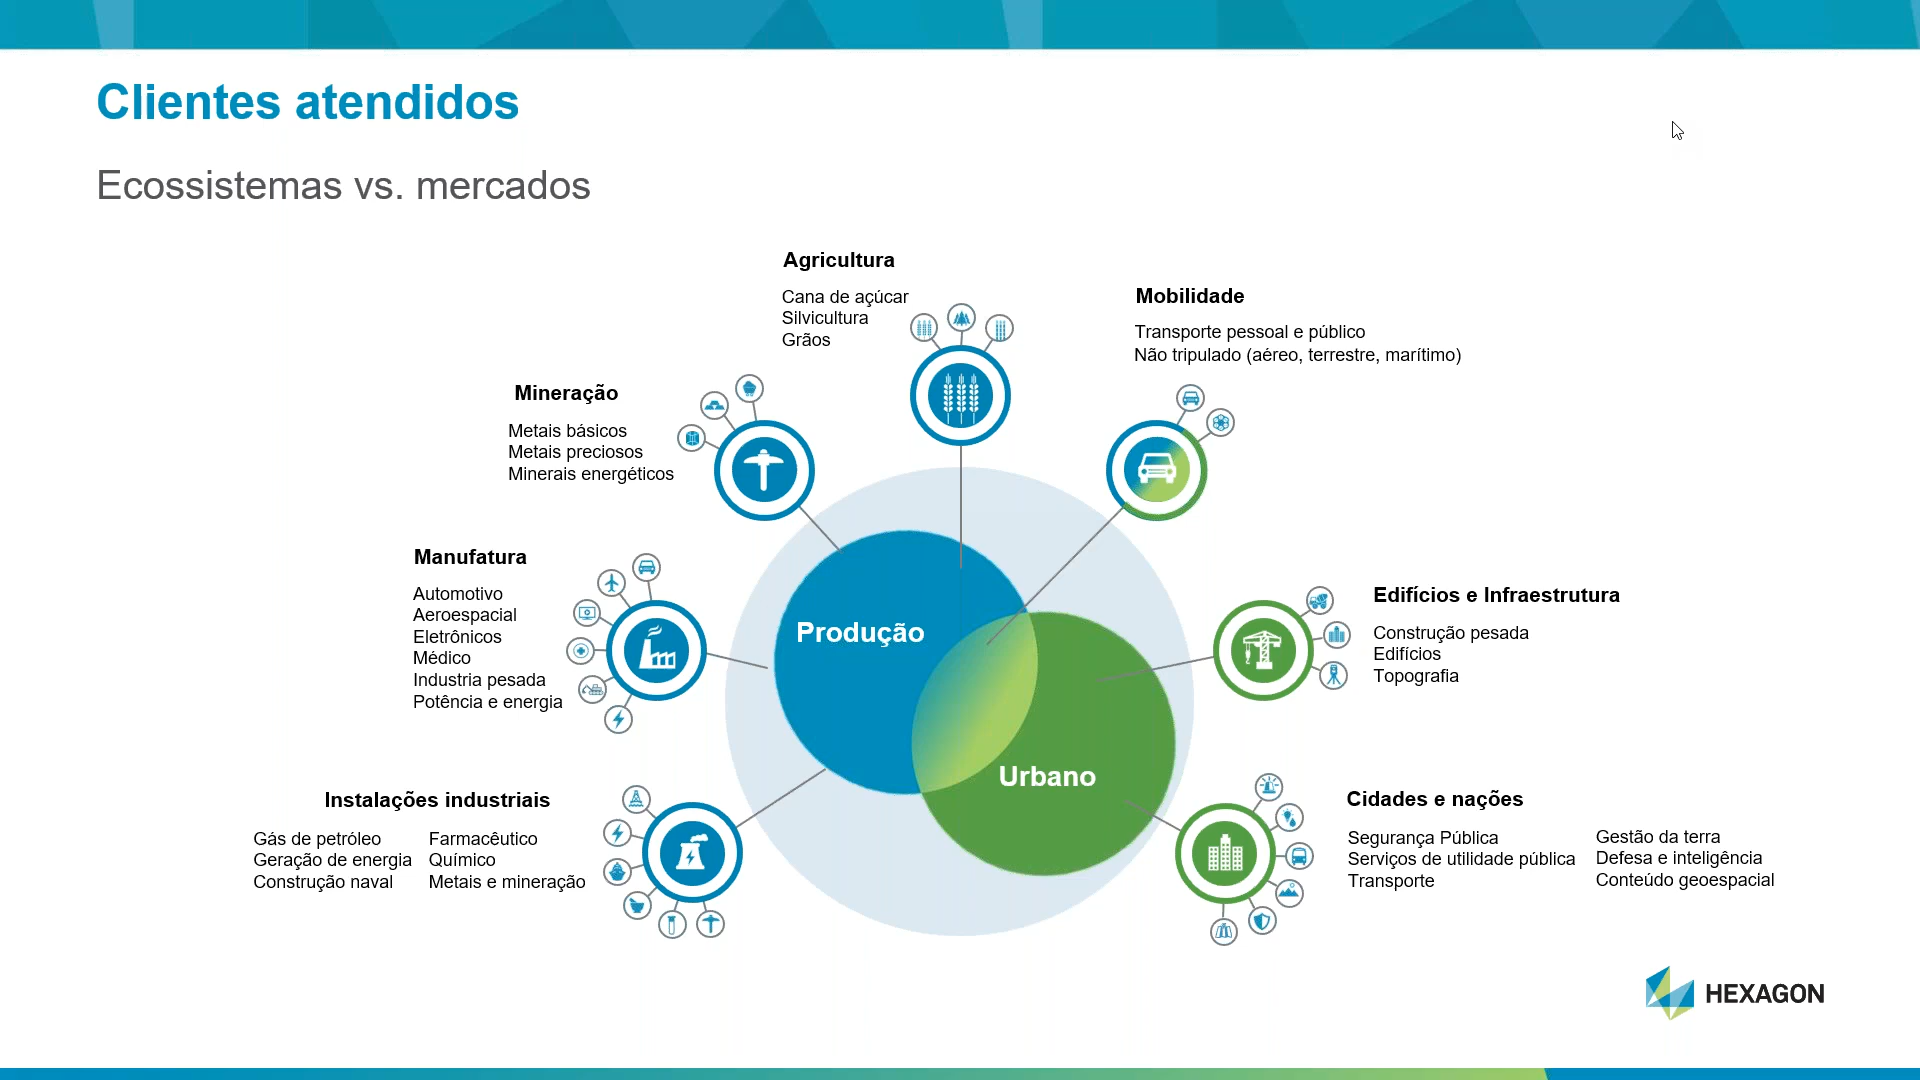 Clientes atendidos
Ecossistemas vs. mercados
Agricultura
Cana de açúcar
Silvicultura
Grãos
Mobilidade
Transporte pessoal e público
Não tripulado (aéreo, terrestre, marítimo)
Mineração
Metais básicos
Metais preciosos
Minerais energéticos
Manufatura
Automotivo
Aeroespacial
Eletrônicos
Médico
Industria pesada
Potência e energia
Produção
Urbano
Edifícios e Infraestrutura
Construção pesada
Edifícios
Topografia
Instalações industriais
Gás de petróleo
Geração de energia
Construção naval
Farmacêutico
Químico
Metais e mineração
Cidades e nações
Segurança Pública
Serviços de utilidade pública
Transporte
Gestão da terra
Defesa e inteligência
Conteúdo geoespacial
HEXAGON